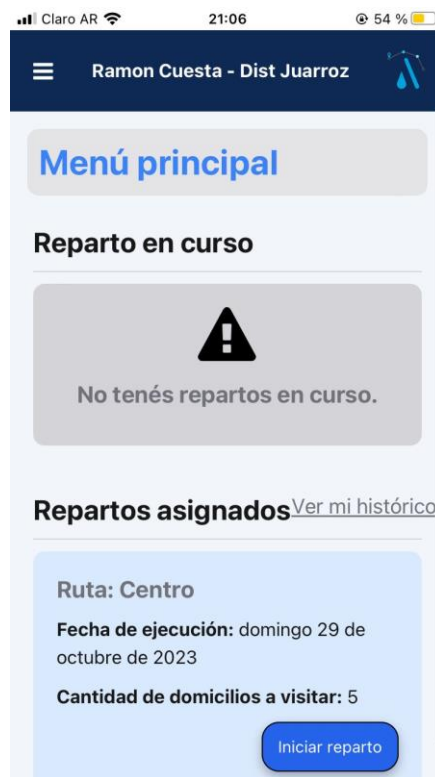 Claro AR 21:06 54 %
Ramon Cuesta - Dist Juarroz
Menú principal
Reparto en curso
No tenés repartos en curso.
Repartos asignados Ver mi histórico
Ruta: Centro
Fecha de ejecución: domingo 29 de
octubre de 2023
Cantidad de domicilios a visitar: 5
Iniciar reparto